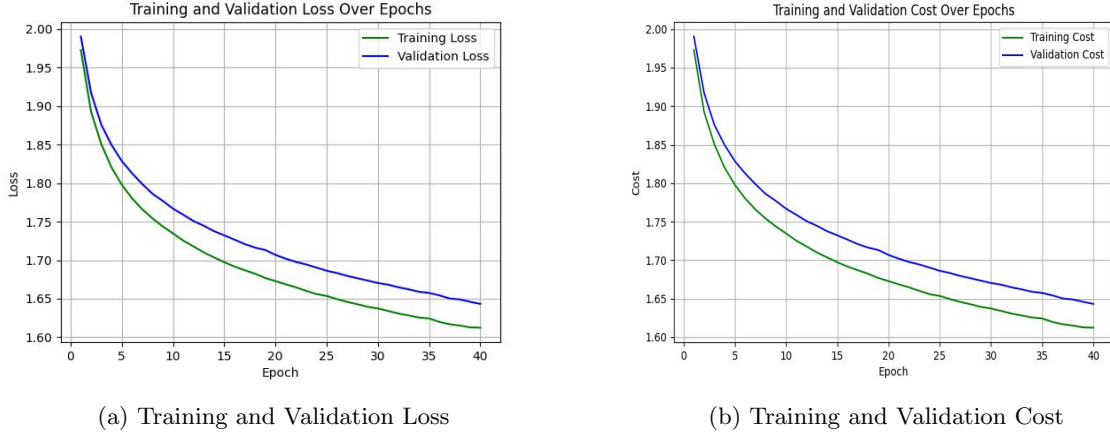 Training and Validation Loss Over Epochs
2.00
1.95
1.90
1.85
1.80
1.75
1.70
1.65
1.60
Loss
Training Loss
Validation Loss
0 5 10 15 20 25 30 35 40
Epoch
(a) Training and Validation Loss
Training and Validation Cost Over Epochs
2.00
1.95
1.90
1.85
1.80
1.75
1.70
1.65
1.60
Cost
Training Cost
Validation Cost
0 5 10 15 20 25 30 35 40
Epoch
(b) Training and Validation Cost